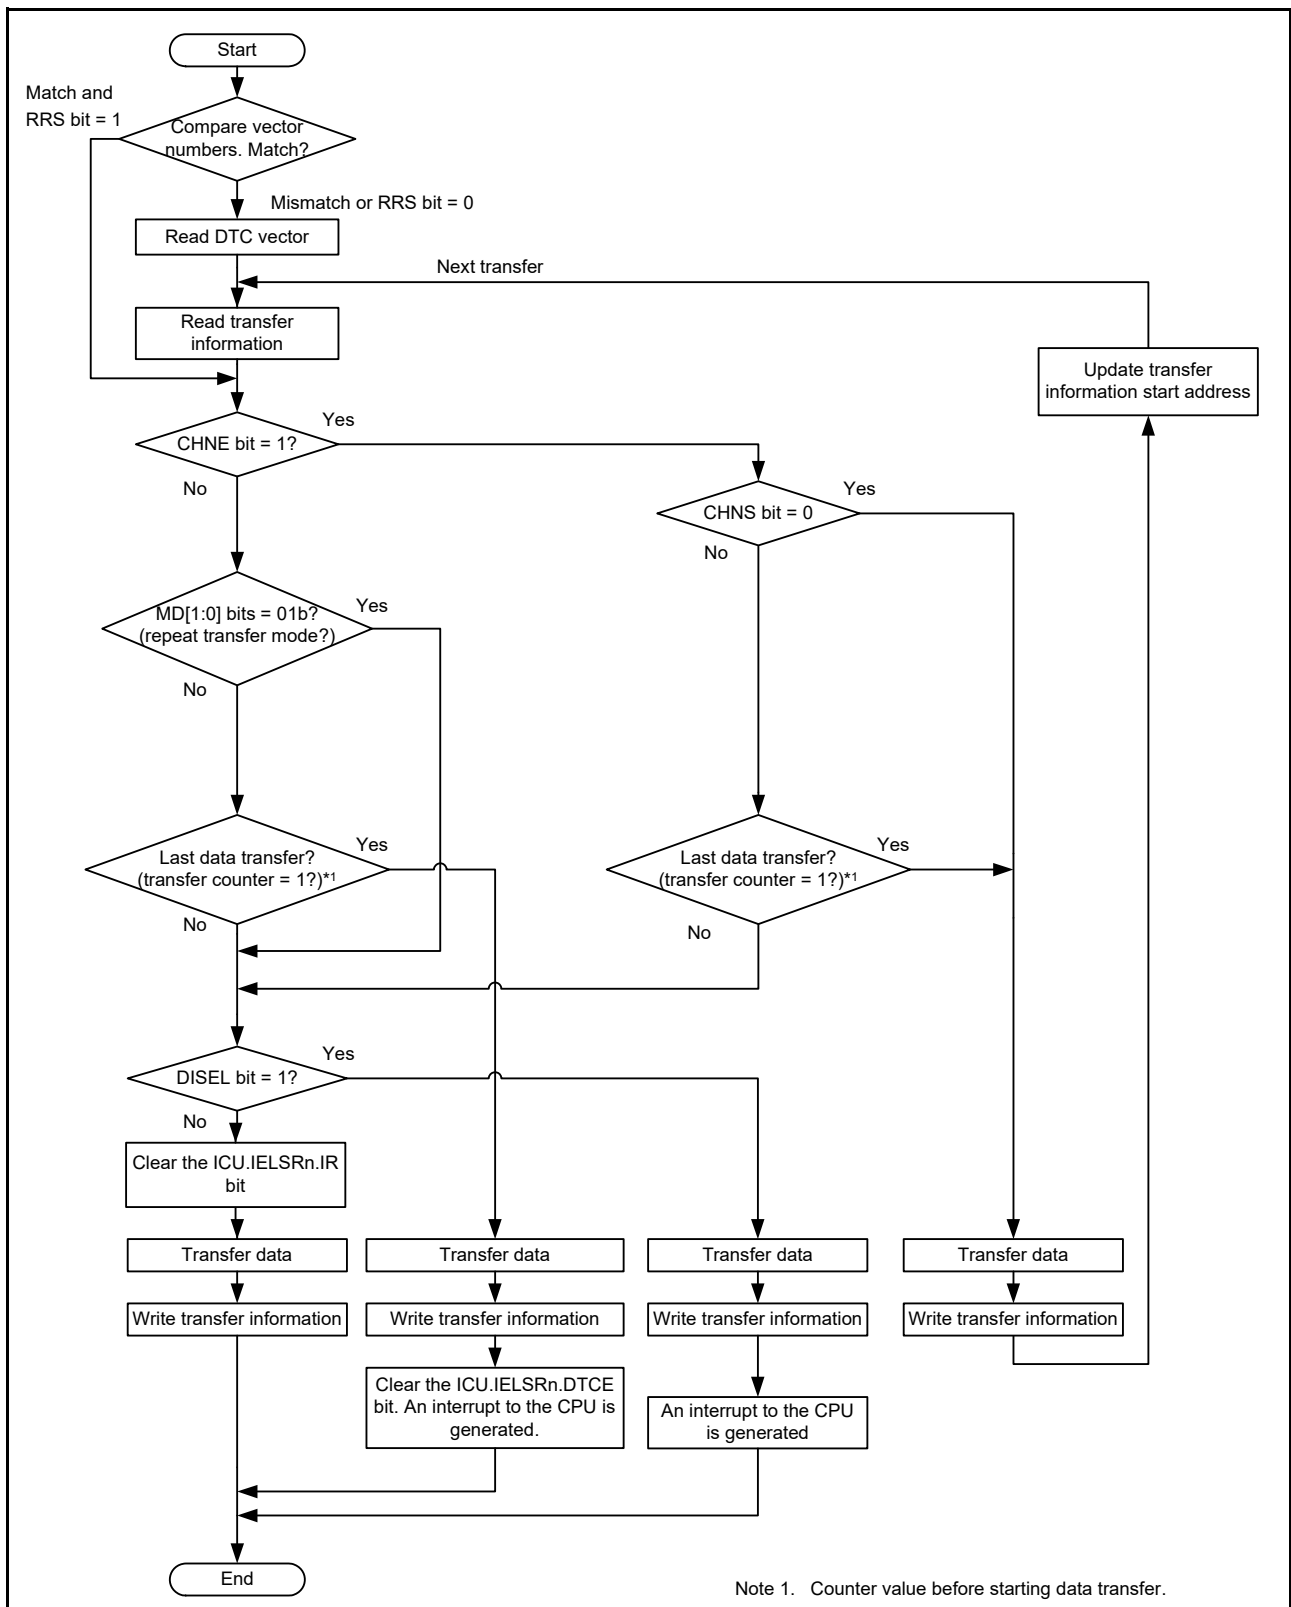 Start
Match and
RRS bit = 1
Compare vector
numbers. Match?
Mismatch or RRS bit = 0
Read DTC vector
Next transfer
Read transfer
information
Update transfer
information start address
Yes
CHNE bit = 1?
No
Yes
CHNS bit = 0
No
MD[1:0] bits = 01b?
(repeat transfer mode?)
Yes
No
Last data transfer?
(transfer counter = 1?)*1
Yes
No
Last data transfer?
(transfer counter = 1?)*1
Yes
No
Yes
DISEL bit = 1?
No
Clear the ICU.IELSRn.IR
bit
Transfer data
Transfer data
Transfer data
Transfer data
Write transfer information
Write transfer information
Write transfer information
Write transfer information
Clear the ICU.IELSRn.DTCE
bit. An interrupt to the CPU is
generated.
An interrupt to the CPU
is generated
End
Note 1. Counter value before starting data transfer.